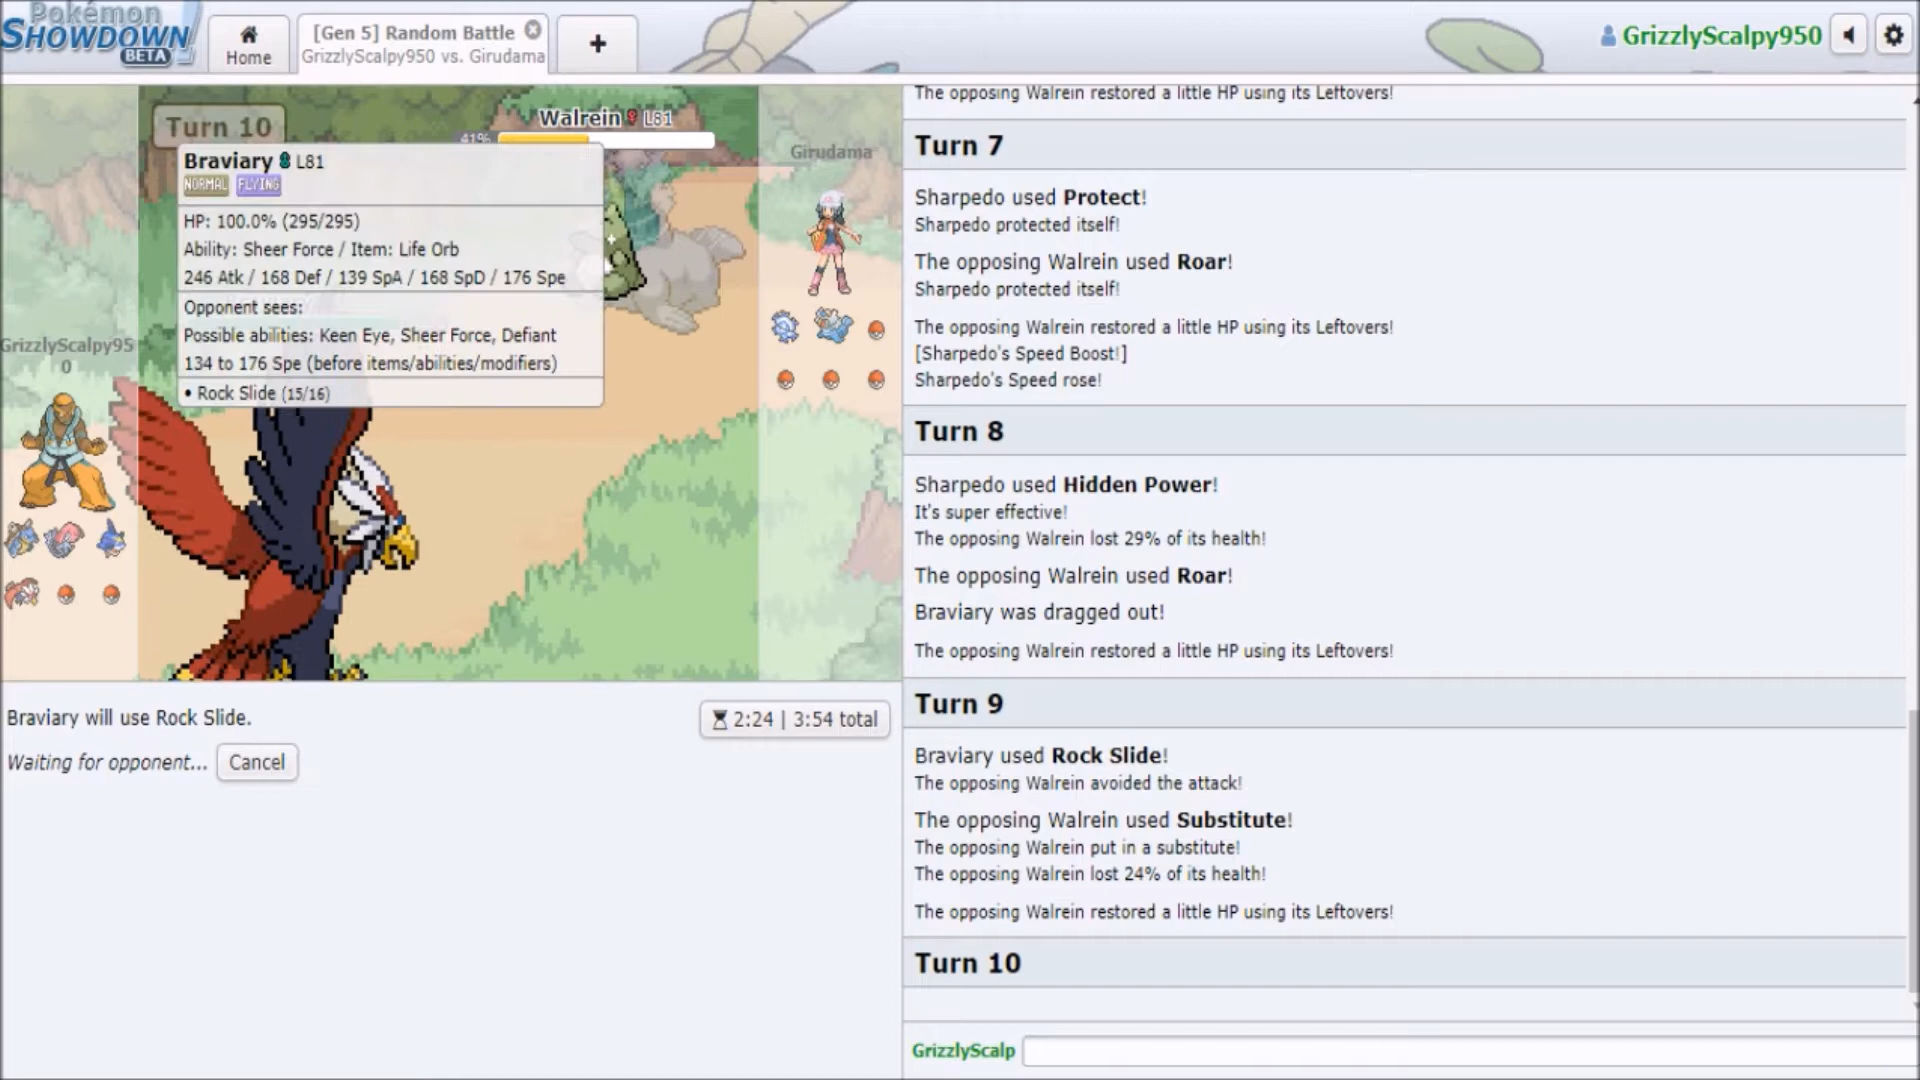 Pokémon
SHOWDOWN
BETA
Home
[Gen 5] Random Battle
GrizzlyScalpy950 vs. Girudama
+
GrizzlyScalpy950
Turn 10
Walrein L81
41%
Braviary L81
NORMAL FLYING
HP: 100.0% (295/295)
Ability: Sheer Force / Item: Life Orb
246 Atk / 168 Def / 139 SpA / 168 SpD / 176 Spe
Opponent sees:
Possible abilities: Keen Eye, Sheer Force, Defiant
134 to 176 Spe (before items/abilities/modifiers)
• Rock Slide (15/16)
Girudama
GrizzlyScalpy95
0
Braviary will use Rock Slide.
2:24 | 3:54 total
Waiting for opponent... Cancel
The opposing Walrein restored a little HP using its Leftovers!
Turn 7
Sharpedo used Protect!
Sharpedo protected itself!
The opposing Walrein used Roar!
Sharpedo protected itself!
The opposing Walrein restored a little HP using its Leftovers!
[Sharpedo's Speed Boost!]
Sharpedo's Speed rose!
Turn 8
Sharpedo used Hidden Power!
It's super effective!
The opposing Walrein lost 29% of its health!
The opposing Walrein used Roar!
Braviary was dragged out!
The opposing Walrein restored a little HP using its Leftovers!
Turn 9
Braviary used Rock Slide!
The opposing Walrein avoided the attack!
The opposing Walrein used Substitute!
The opposing Walrein put in a substitute!
The opposing Walrein lost 24% of its health!
The opposing Walrein restored a little HP using its Leftovers!
Turn 10
GrizzlyScalp